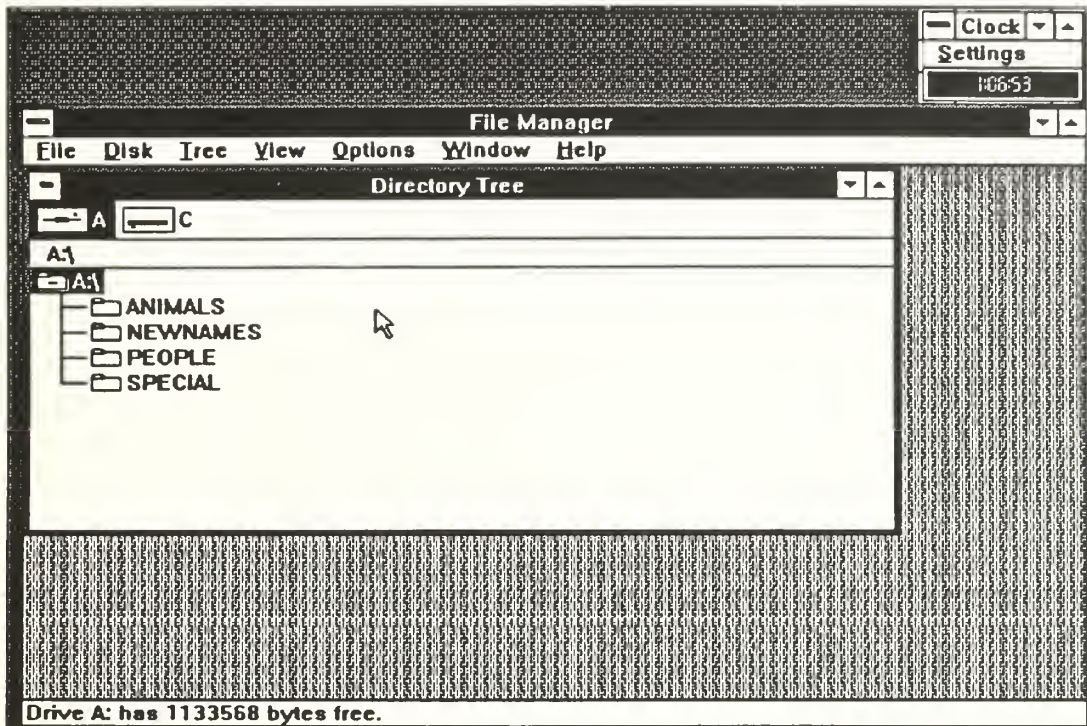 Clock
Settings
1:06:53
File Manager
File Disk Tree View Options Window Help
Directory Tree
A C
A:\
A:\
ANIMALS
NEWNAMES
PEOPLE
SPECIAL
Drive A: has 1133568 bytes free.